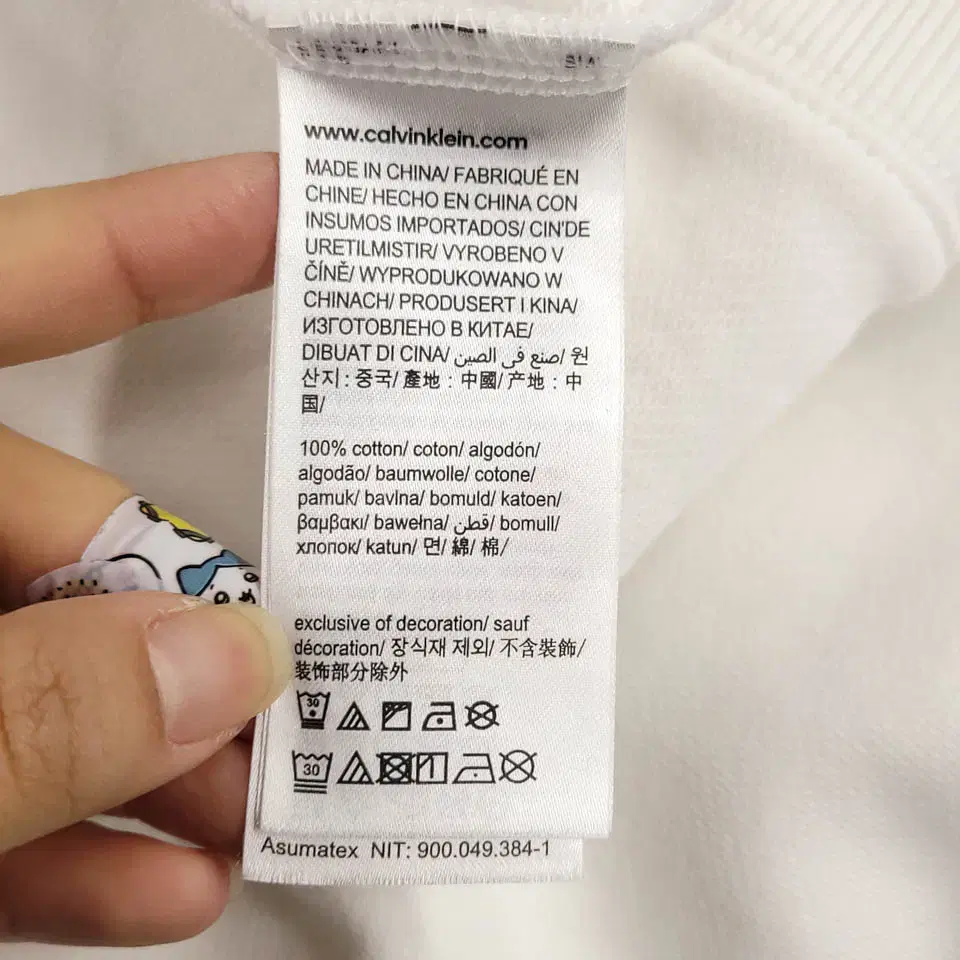 www.calvinklein.com
MADE IN CHINA/ FABRIQUÉ EN
CHINE/ HECHO EN CHINA CON
INSUMOS IMPORTADOS/ CIN'DE
URETILMISTIR/ VYROBENO V
ČÍNĚ/ WYPRODUKOWANO W
CHINACH/ PRODUSERT I KINA/
ИЗГОТОВЛЕНО В КИТАЕ/
DIBUAT DI CINA/ صنع في الصين/ 원
산지 : 중국/ 產地 : 中國/ 产地 : 中
国/
100% cotton/ coton/ algodón/
algodão/ baumwolle/ cotone/
pamuk/ bavlna/ bomuld/ katoen/
βαμβακι/ bawełna/ قطن/ bomull/
хлопок/ katun/ 면/ 綿/ 棉/
exclusive of decoration/ sauf
décoration/ 장식재 제외/ 不含裝飾/
装饰部分除外
30
30
Asumatex NIT: 900.049.384-1